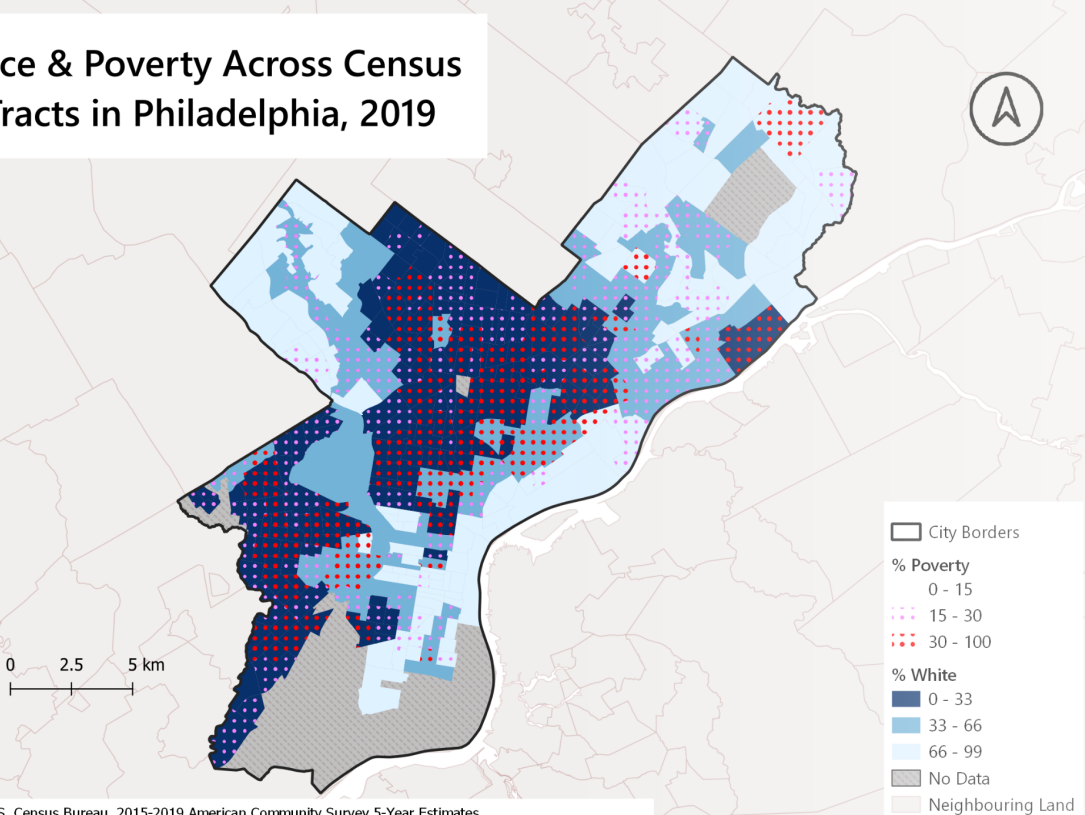 ce & Poverty Across Census
Tracts in Philadelphia, 2019
City Borders
% Poverty
0 - 15
15 - 30
30 - 100
% White
0 - 33
33 - 66
66 - 99
No Data
Neighbouring Land
0 2.5 5 km
S. Census Bureau, 2015-2019 American Community Survey 5-Year Estimates